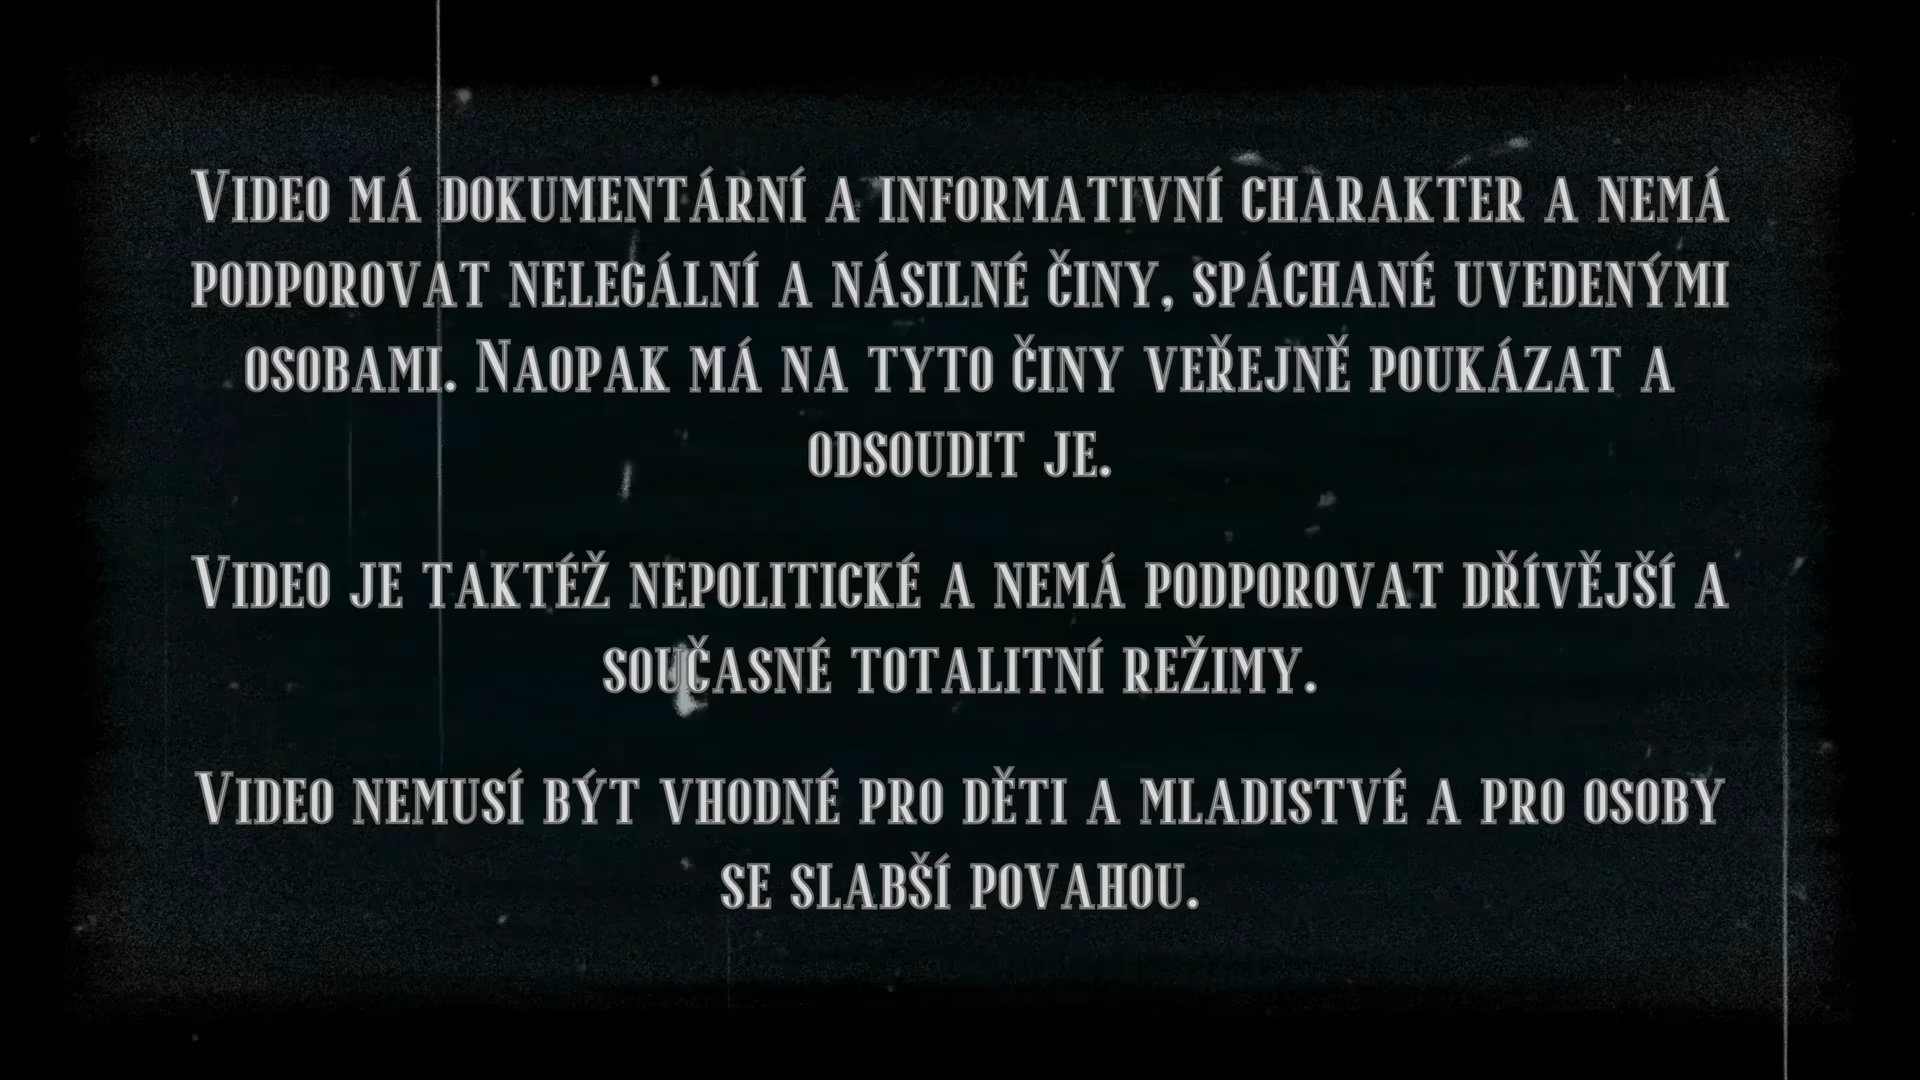 Video má dokumentární a informativní charakter a nemá
podporovat nelegální a násilné činy, spáchané uvedenými
osobami. Naopak má na tyto činy veřejně poukázat a
odsoudit je.
Video je taktéž nepolitické a nemá podporovat dřívější a
současné totalitní režimy.
Video nemusí být vhodné pro děti a mladistvé a pro osoby
se slabší povahou.